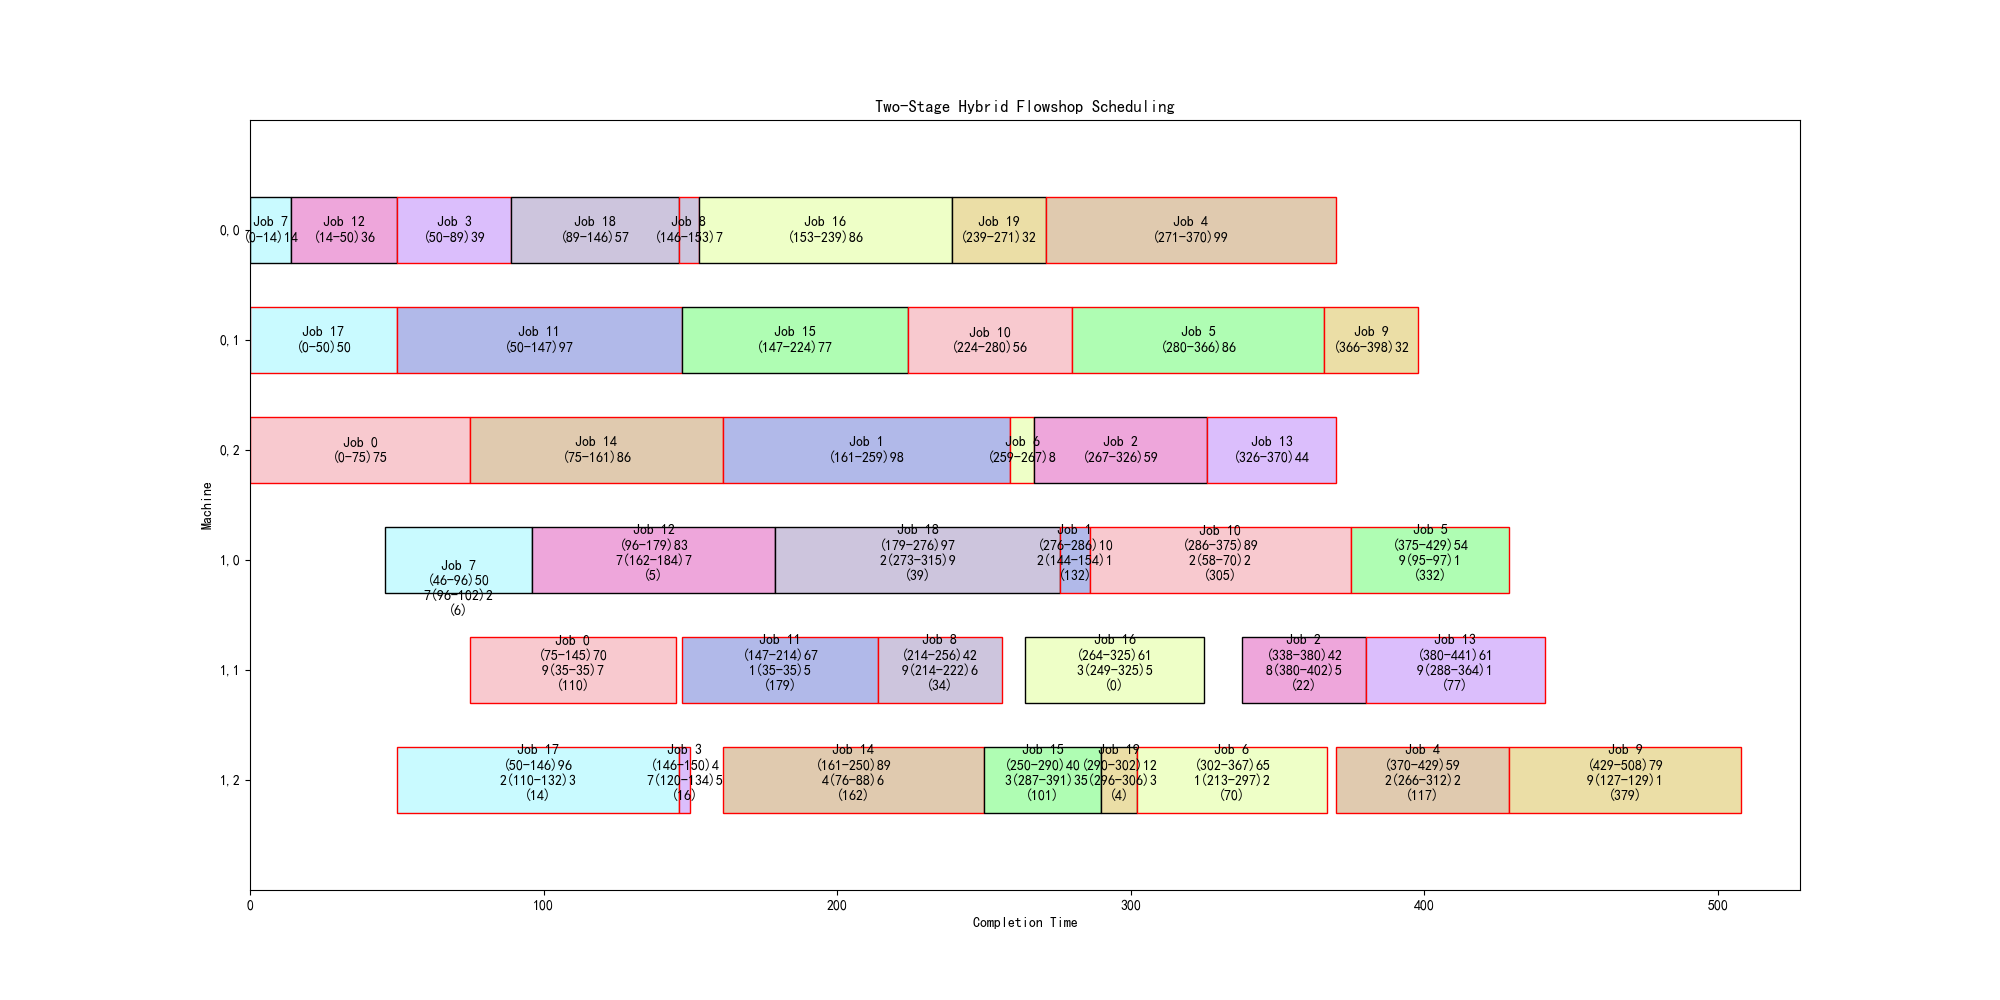 Two-Stage Hybrid Flowshop Scheduling
0,0
Job 7
(0-14)14
Job 12
(14-50)36
Job 3
(50-89)39
Job 18
(89-146)57
Job 8
(146-153)7
Job 16
(153-239)86
Job 19
(239-271)32
Job 4
(271-370)99
0,1
Job 17
(0-50)50
Job 11
(50-147)97
Job 15
(147-224)77
Job 10
(224-280)56
Job 5
(280-366)86
Job 9
(366-398)32
0,2
Job 0
(0-75)75
Job 14
(75-161)86
Job 1
(161-259)98
Job 6
(259-267)8
Job 2
(267-326)59
Job 13
(326-370)44
Machine
1,0
Job 7
(46-96)50
7(96-102)2
(6)
Job 12
(96-179)83
7(162-184)7
(5)
Job 18
(179-276)97
2(273-315)9
(39)
Job 1
(276-286)10
2(144-154)1
(132)
Job 10
(286-375)89
2(58-70)2
(305)
Job 5
(375-429)54
9(95-97)1
(332)
1,1
Job 0
(75-145)70
9(35-35)7
(110)
Job 11
(147-214)67
1(35-35)5
(179)
Job 8
(214-256)42
9(214-222)6
(34)
Job 16
(264-325)61
3(249-325)5
(0)
Job 2
(338-380)42
8(380-402)5
(22)
Job 13
(380-441)61
9(288-364)1
(77)
1,2
Job 17
(50-146)96
2(110-132)3
(14)
Job 3
(146-150)4
7(120-134)5
(16)
Job 14
(161-250)89
4(76-88)6
(162)
Job 15
(250-290)40
3(287-391)3
(101)
Job 19
(290-302)12
5(296-306)3
(4)
Job 6
(302-367)65
1(213-297)2
(70)
Job 4
(370-429)59
2(266-312)2
(117)
Job 9
(429-508)79
9(127-129)1
(379)
0
100
200
300
400
500
Completion Time